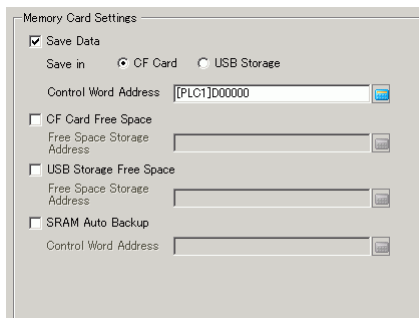 Memory Card Settings
Save Data
Save in CF Card USB Storage
Control Word Address [PLC1]D00000
CF Card Free Space
Free Space Storage
Address
USB Storage Free Space
Free Space Storage
Address
SRAM Auto Backup
Control Word Address